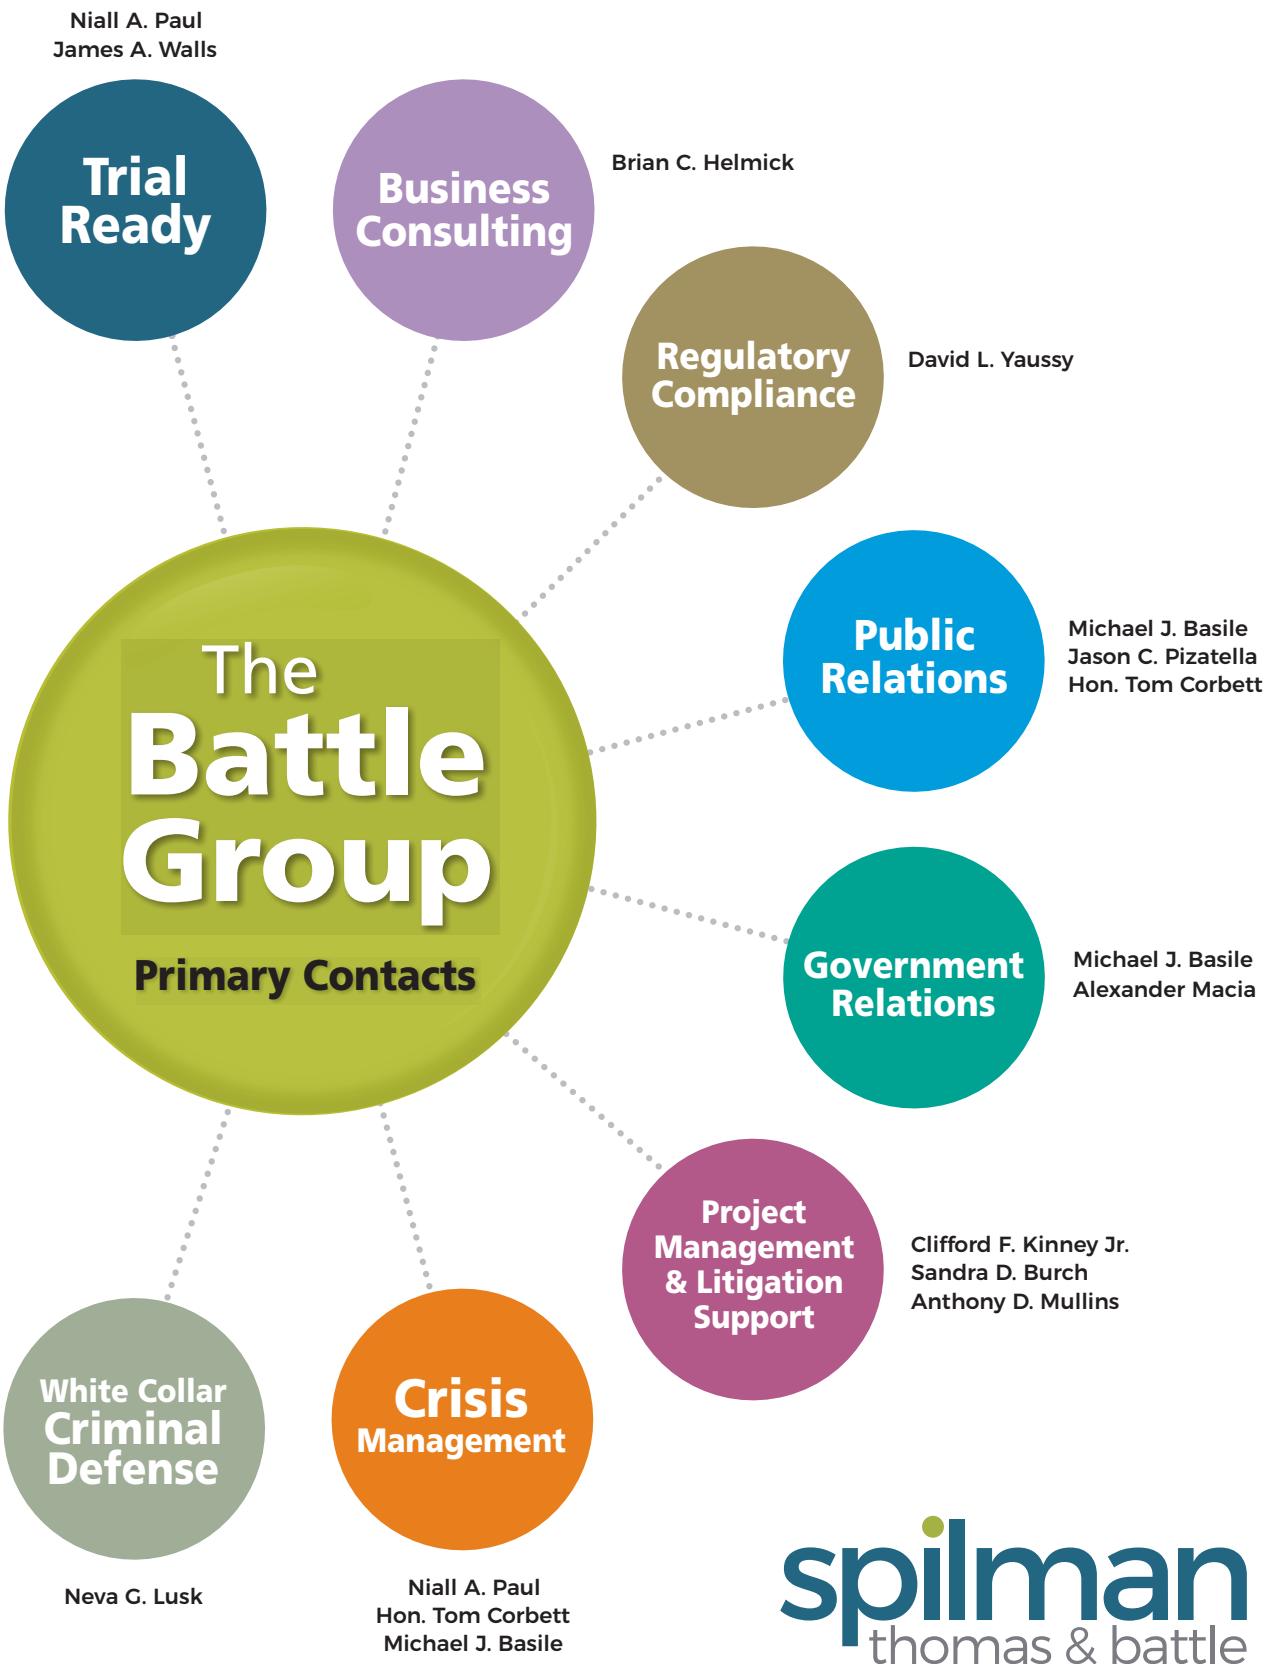 Niall A. Paul
James A. Walls
Trial
Ready
Business
Consulting
Brian C. Helmick
Regulatory
Compliance
David L. Yaussy
Public
Relations
Michael J. Basile
Jason C. Pizatella
Hon. Tom Corbett
The
Battle
Group
Primary Contacts
Government
Relations
Michael J. Basile
Alexander Macia
Project
Management
& Litigation
Support
Clifford F. Kinney Jr.
Sandra D. Burch
Anthony D. Mullins
White Collar
Criminal
Defense
Neva G. Lusk
Crisis
Management
Niall A. Paul
Hon. Tom Corbett
Michael J. Basile
spilman
thomas & battle